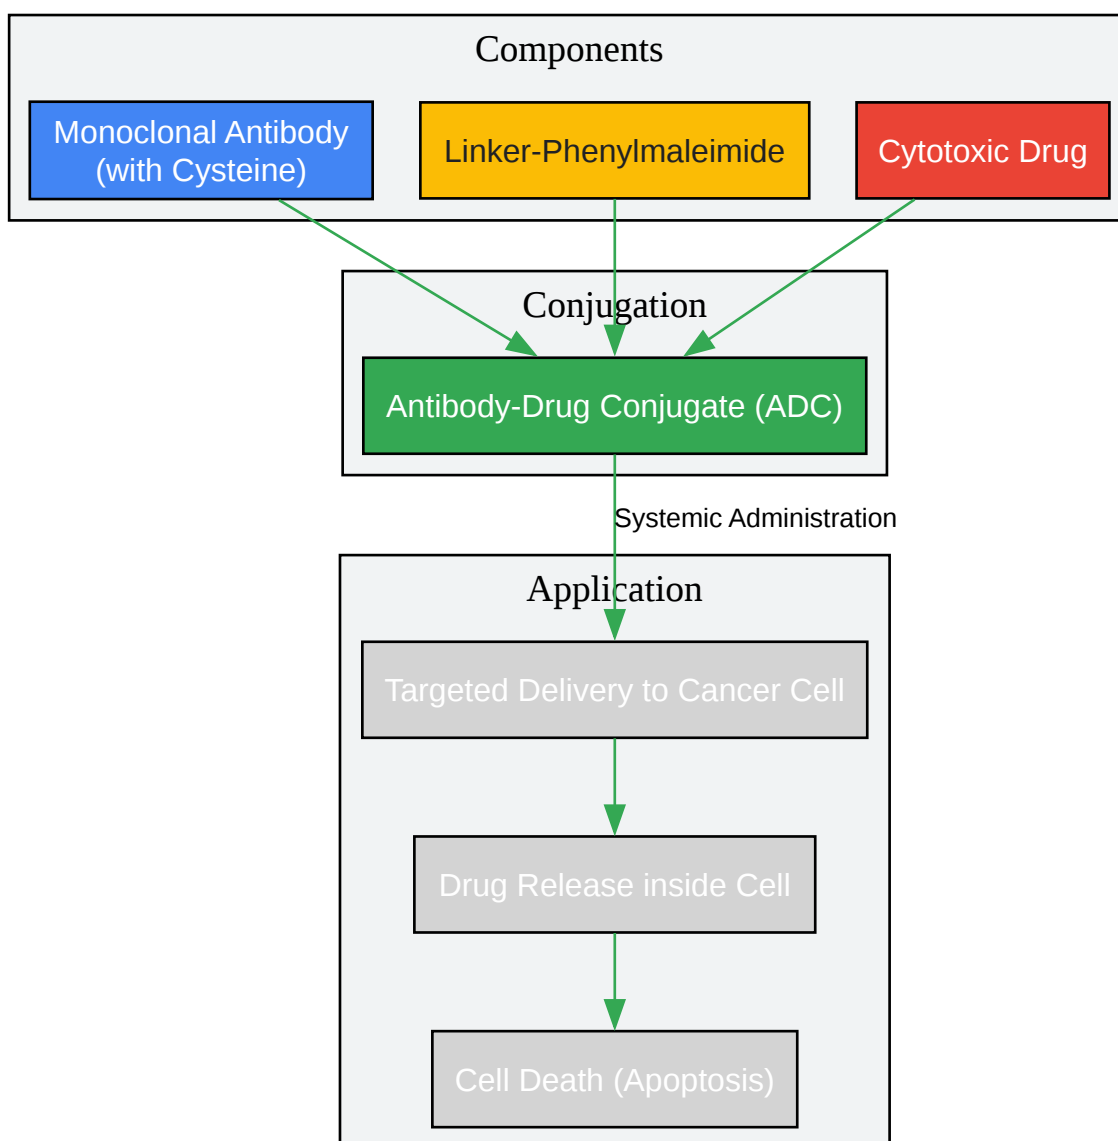 Components
Monoclonal Antibody
(with Cysteine)
Linker-Phenylmaleimide
Cytotoxic Drug
Conjugation
Antibody-Drug Conjugate (ADC)
Systemic Administration
Application
Targeted Delivery to Cancer Cell
Drug Release inside Cell
Cell Death (Apoptosis)